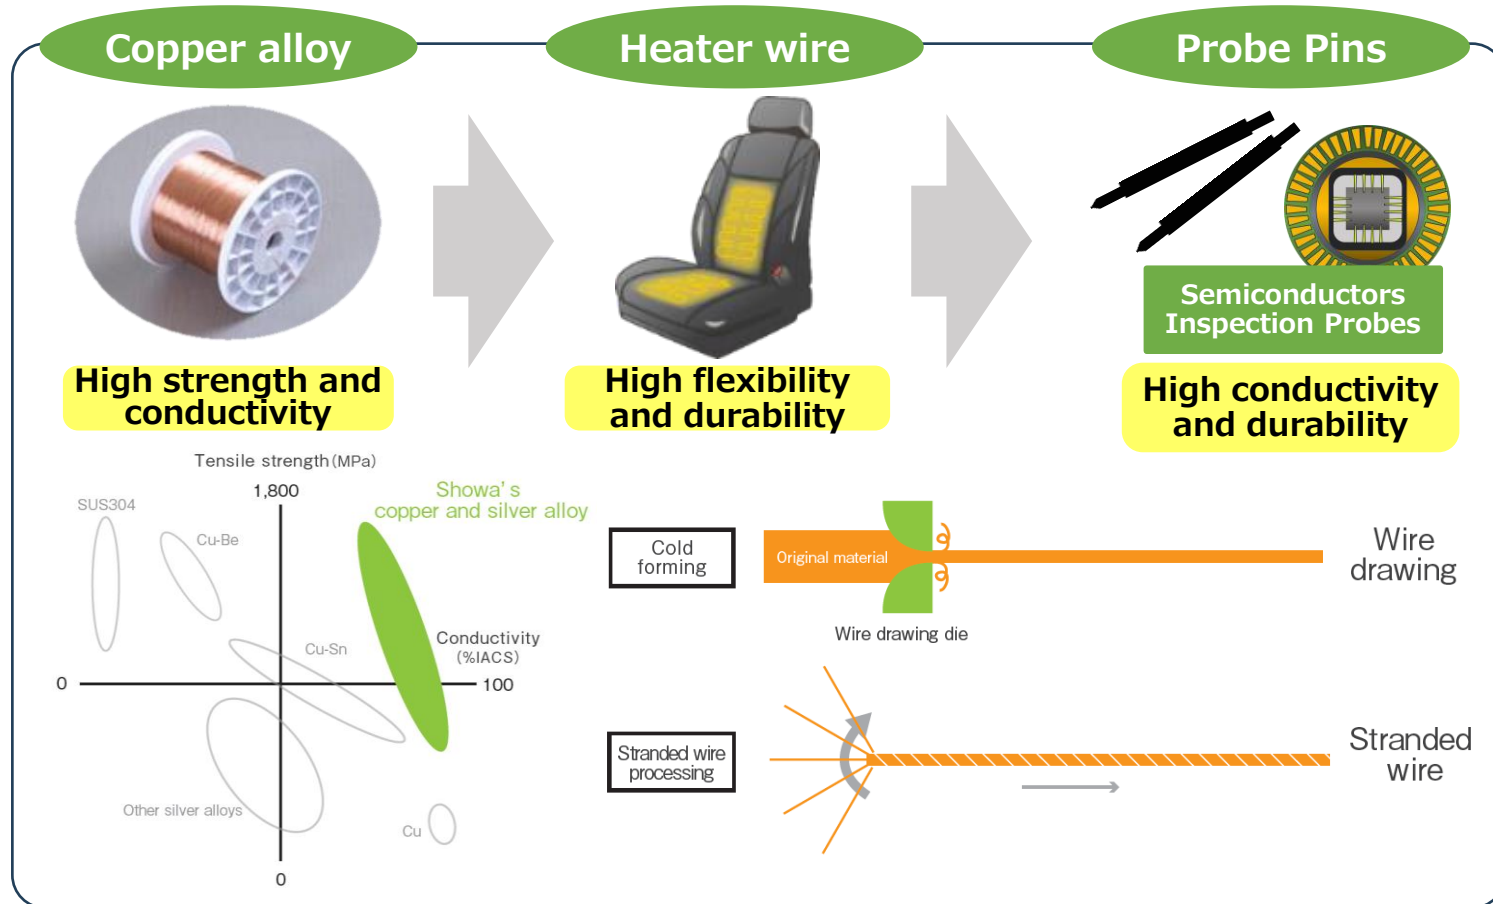 Copper alloy
Heater wire
Probe Pins
Semiconductors
Inspection Probes
High strength and
conductivity
High flexibility
and durability
High conductivity
and durability
Tensile strength(MPa)
1,800
SUS304
Cu-Be
Showa's
copper and silver alloy
Cu-Sn
Conductivity
(%IACS)
0
100
Other silver alloys
Cu
0
Cold
forming
Original material
Wire drawing die
Wire
drawing
Stranded wire
processing
Stranded
wire